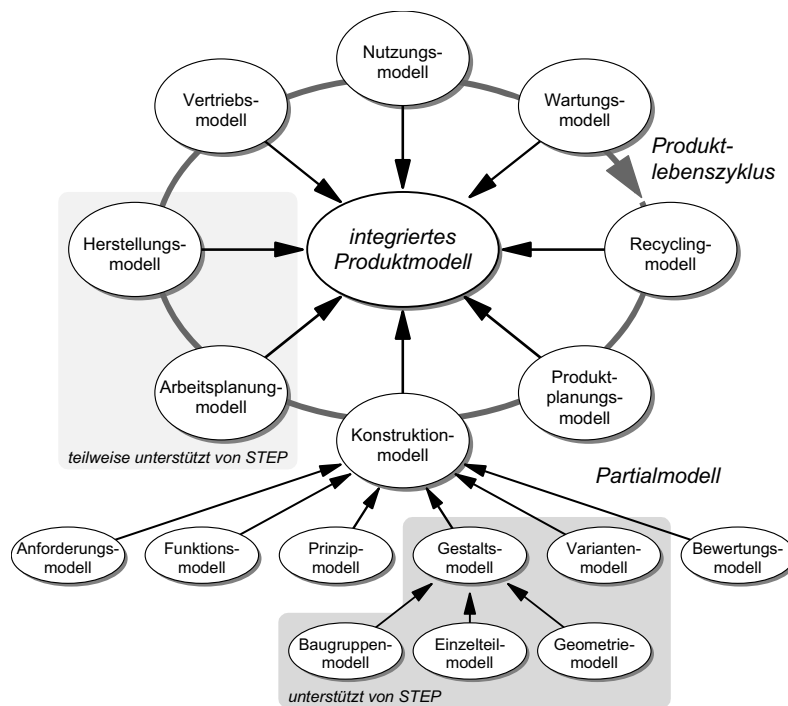 Nutzungs-
modell
Vertriebs-
modell
Wartungs-
modell
Produkt-
lebenszyklus
Herstellungs-
modell
integriertes
Produktmodell
Recycling-
modell
Arbeitsplanung-
modell
Produkt-
planungs-
modell
Konstruktion-
modell
teilweise unterstützt von STEP
Partialmodell
Anforderungs-
modell
Funktions-
modell
Prinzip-
modell
Gestalts-
modell
Varianten-
modell
Bewertungs-
modell
Baugruppen-
modell
Einzelteil-
modell
Geometrie-
modell
unterstützt von STEP